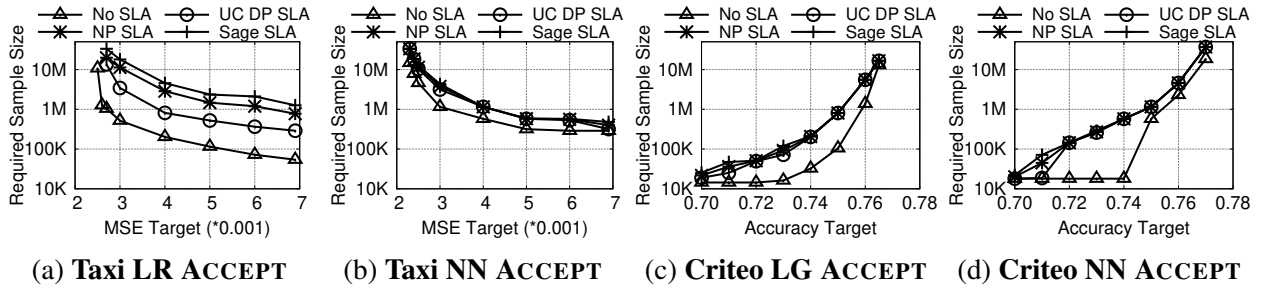 No SLA UC DP SLA
NP SLA Sage SLA
Required Sample Size
10M
1M
100K
10K
2 3 4 5 6 7
MSE Target (*0.001)
(a) Taxi LR ACCEPT
No SLA UC DP SLA
NP SLA Sage SLA
Required Sample Size
10M
1M
100K
10K
2 3 4 5 6 7
MSE Target (*0.001)
(b) Taxi NN ACCEPT
No SLA UC DP SLA
NP SLA Sage SLA
Required Sample Size
10M
1M
100K
10K
0.70 0.72 0.74 0.76 0.78
Accuracy Target
(c) Criteo LG ACCEPT
No SLA UC DP SLA
NP SLA Sage SLA
Required Sample Size
10M
1M
100K
10K
0.70 0.72 0.74 0.76 0.78
Accuracy Target
(d) Criteo NN ACCEPT